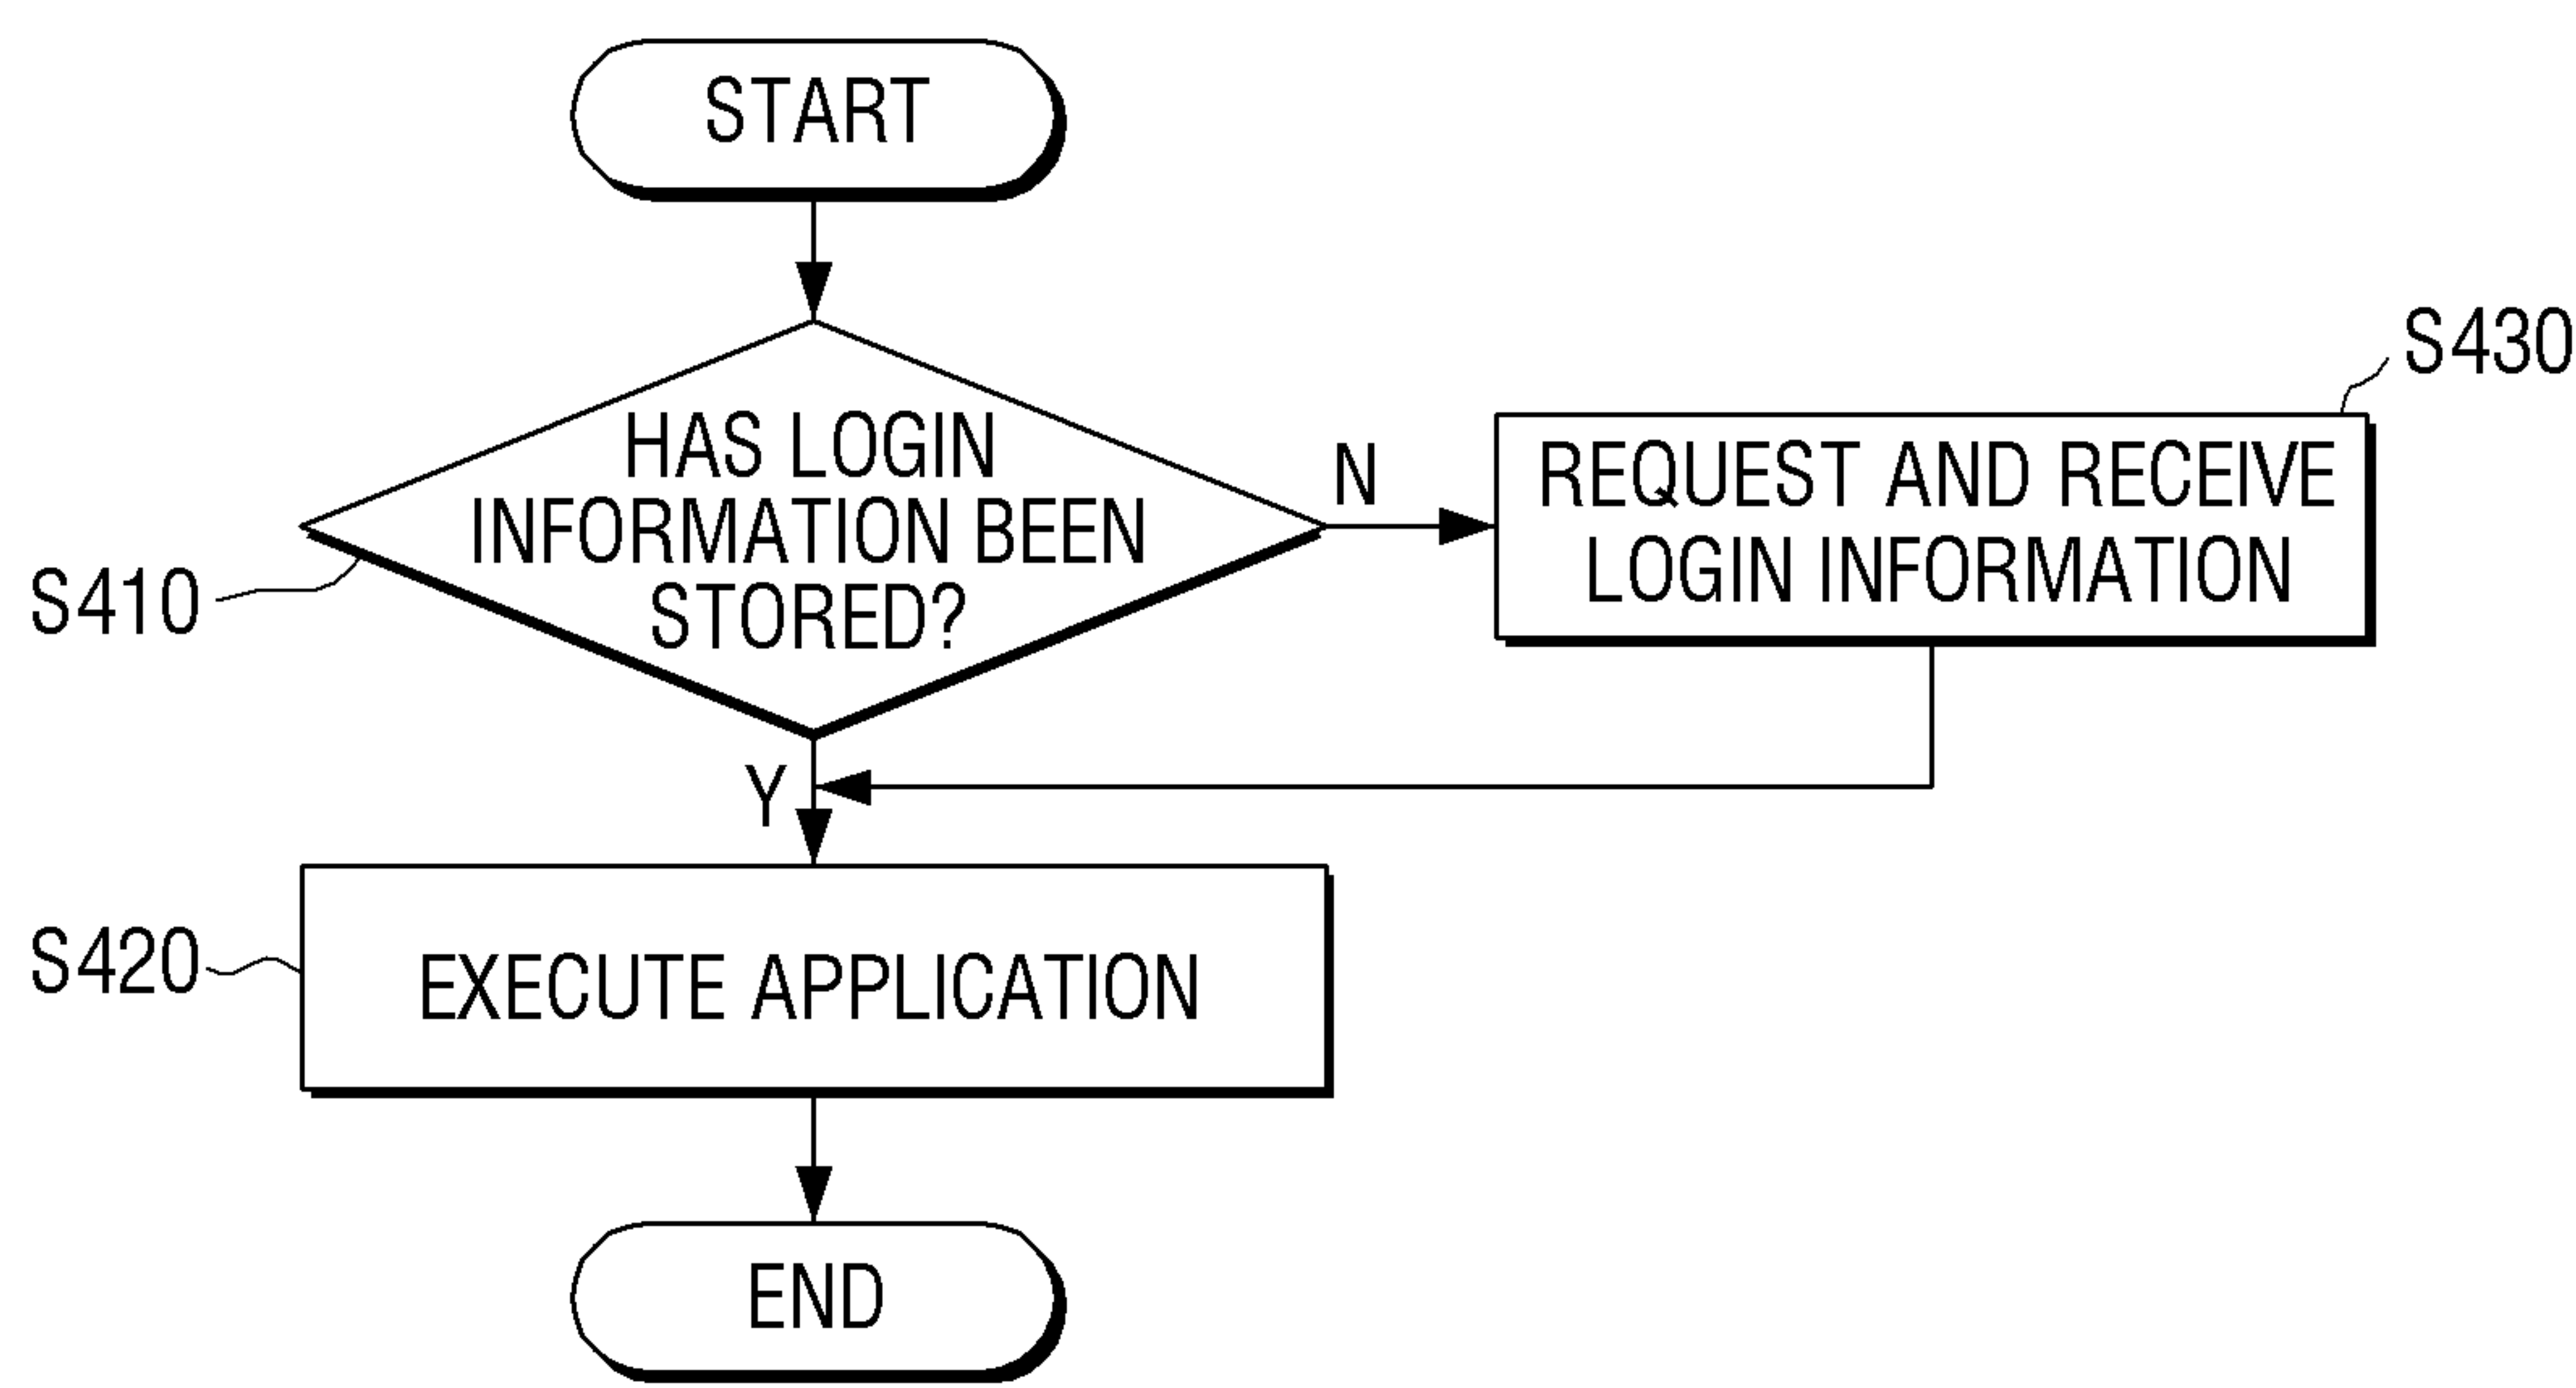 START
HAS LOGIN
INFORMATION BEEN
STORED?
S410
N
REQUEST AND RECEIVE
LOGIN INFORMATION
S430
Y
EXECUTE APPLICATION
S420
END